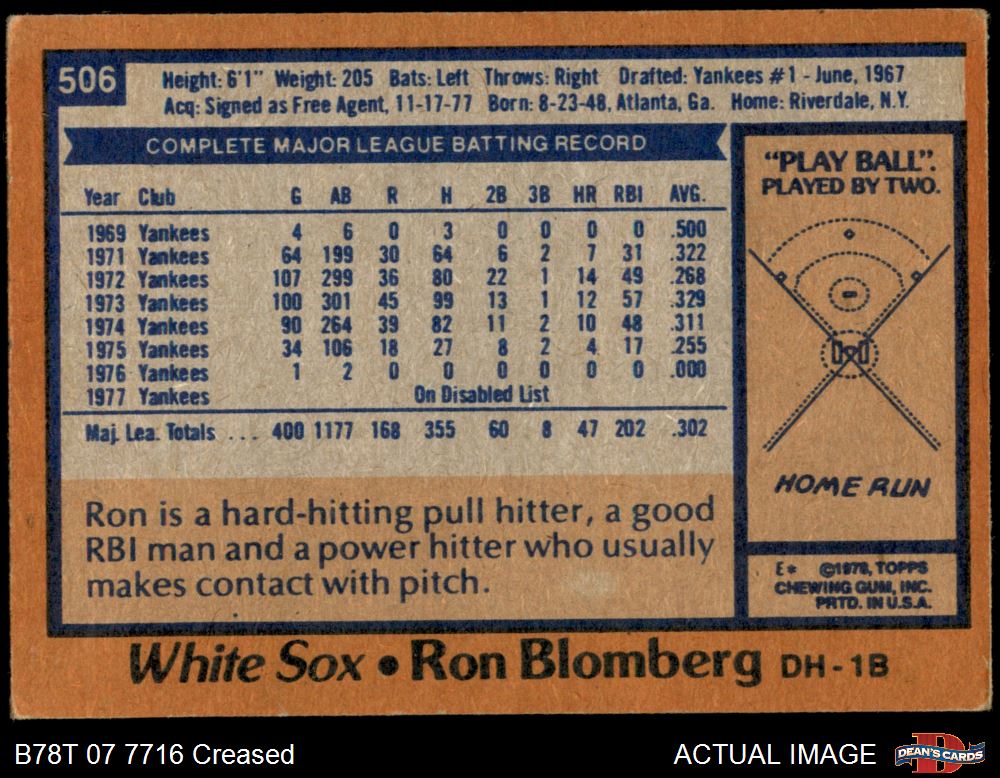 506
Height: 6'1" Weight: 205 Bats: Left Throws: Right Drafted: Yankees #1 - June, 1967
Acq: Signed as Free Agent, 11-17-77 Born: 8-23-48, Atlanta, Ga. Home: Riverdale, N.Y.
COMPLETE MAJOR LEAGUE BATTING RECORD
Year Club G AB R H 2B 3B HR RBI AVG.
1969 Yankees 4 6 0 3 0 0 0 0 .500
1971 Yankees 64 199 30 64 6 2 7 31 .322
1972 Yankees 107 299 36 80 22 1 14 49 .268
1973 Yankees 100 301 45 99 13 1 12 57 .329
1974 Yankees 90 264 39 82 11 2 10 48 .311
1975 Yankees 34 106 18 27 8 2 4 17 .255
1976 Yankees 1 2 0 0 0 0 0 0 .000
1977 Yankees On Disabled List
Maj. Lea. Totals ... 400 1177 168 355 60 8 47 202 .302
Ron is a hard-hitting pull hitter, a good
RBI man and a power hitter who usually
makes contact with pitch.
"PLAY BALL".
PLAYED BY TWO.
HOME RUN
E* ©1978, TOPPS
CHEWING GUM, INC.
PRTD. IN U.S.A.
White Sox • Ron Blomberg DH-1B
B78T 07 7716 Creased
ACTUAL IMAGE
DEAN'S CARDS